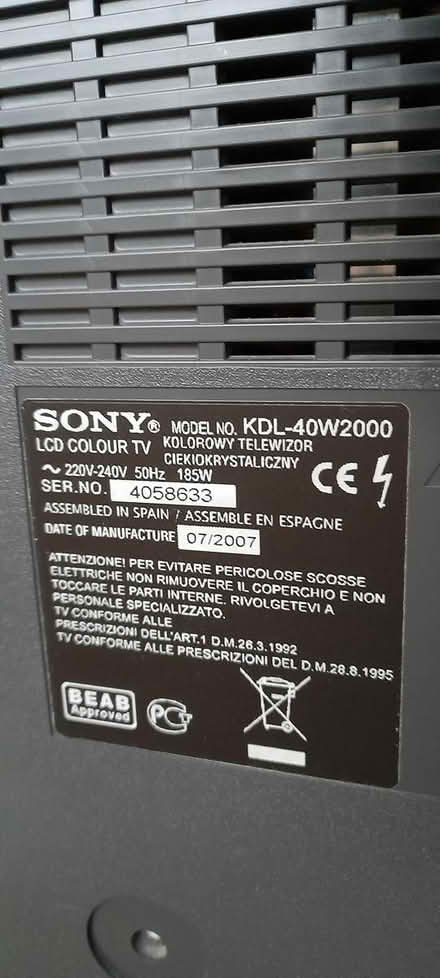 SONY® MODEL NO. KDL-40W2000
LCD COLOUR TV KOLOROWY TELEWIZOR
CIEKIOKRYSTALICZNY
~ 220V-240V 50Hz 185W
SER.NO. 4058633
ASSEMBLED IN SPAIN / ASSEMBLE EN ESPAGNE
DATE OF MANUFACTURE 07/2007
ATTENZIONE! PER EVITARE PERICOLOSE SCOSSE
ELETTRICHE NON RIMUOVERE IL COPERCHIO E NON
TOCCARE LE PARTI INTERNE. RIVOLGETEVI A
PERSONALE SPECIALIZZATO.
TV CONFORME ALLE
PRESCRIZIONI DELL'ART.1 D.M.26.3.1992
TV CONFORME ALLE PRESCRIZIONI DEL D.M.28.8.1995
CE
BEAB
Approved
PCT